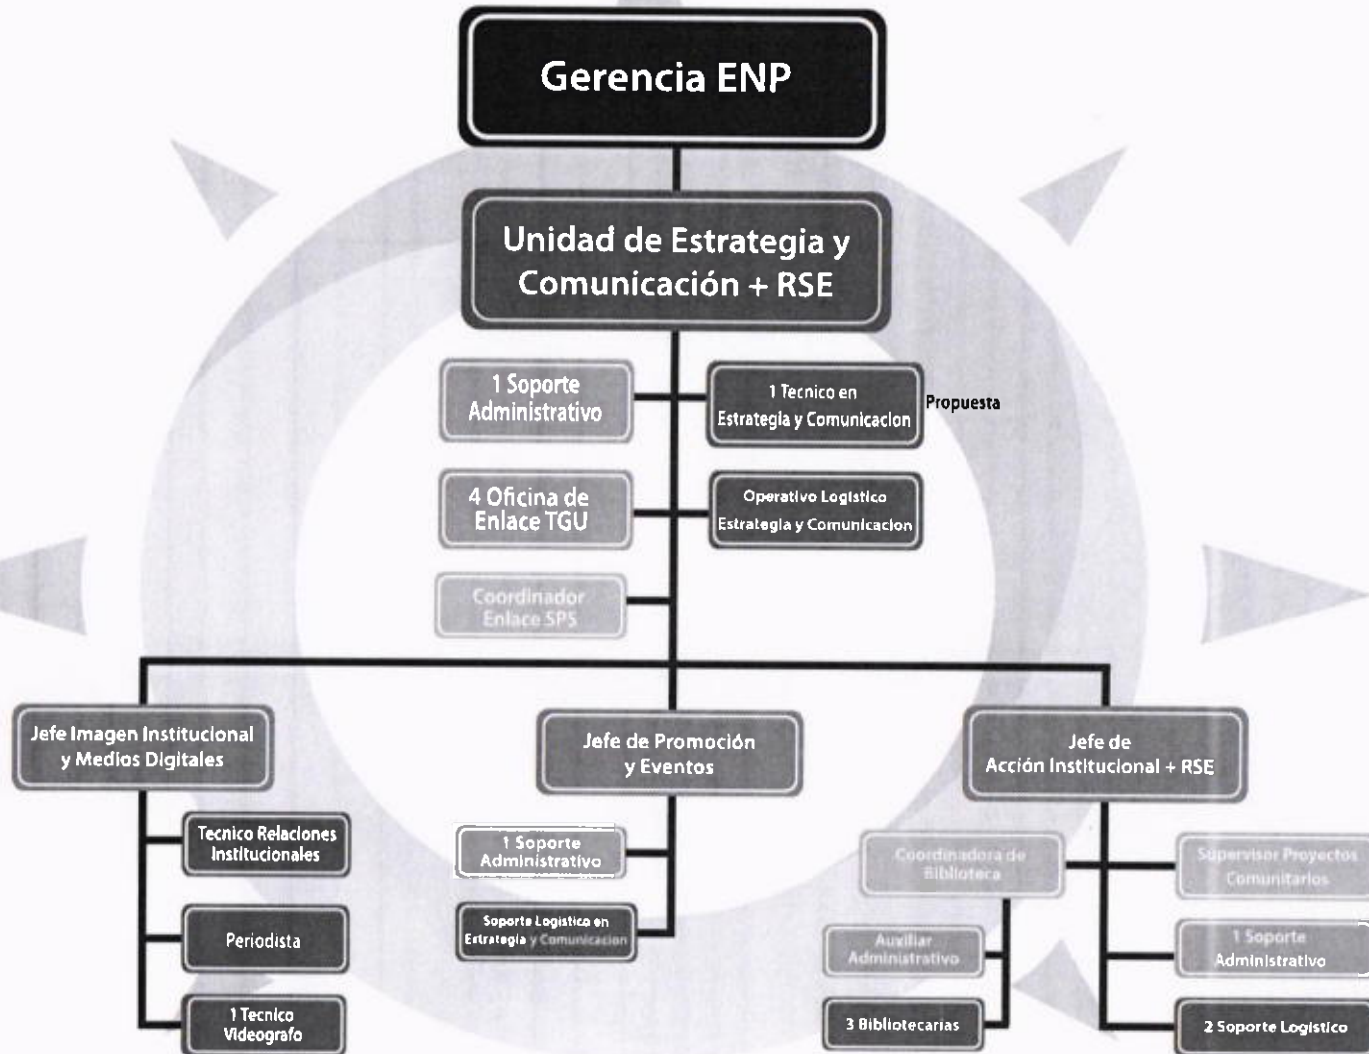 Gerencia ENP
Unidad de Estrategia y
Comunicación + RSE
1 Soporte
Administrativo
1 Tecnico en
Estrategia y Comunicacion
Propuesta
4 Oficina de
Enlace TGU
Operativo Logístico
Estrategia y Comunicacion
Coordinador
Enlace SPS
Jefe Imagen Institucional
y Medios Digitales
Tecnico Relaciones
Institucionales
Periodista
1 Tecnico
Videografo
Jefe de Promoción
y Eventos
1 Soporte
Administrativo
Soporte Logistico en
Estrategia y Comunicacion
Jefe de
Acción Institucional + RSE
Coordinadora de
Biblioteca
Auxiliar
Administrativo
3 Bibliotecarias
Supervisor Proyectos
Comunitarios
1 Soporte
Administrativo
2 Soporte Logístico